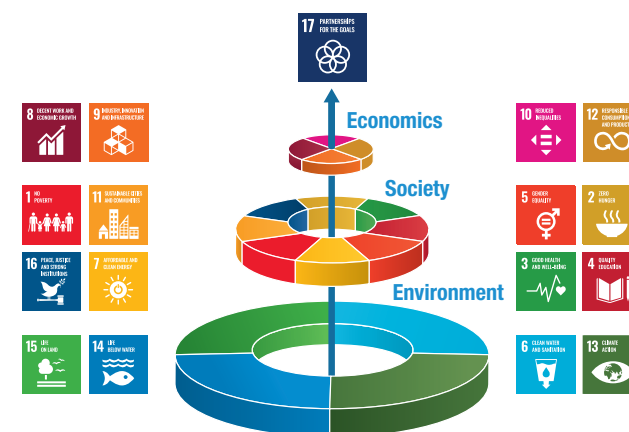 17 PARTNERSHIPS
FOR THE GOALS
8 DECENT WORK AND
ECONOMIC GROWTH
9 INDUSTRY, INNOVATION
AND INFRASTRUCTURE
Economics
10 REDUCED
INEQUALITIES
12 RESPONSIBLE
CONSUMPTION
AND PRODUCT
1 NO
POVERTY
11 SUSTAINABLE CITIES
AND COMMUNITIES
Society
5 GENDER
EQUALITY
2 ZERO
HUNGER
16 PEACE, JUSTICE
AND STRONG
INSTITUTIONS
7 AFFORDABLE AND
CLEAN ENERGY
3 GOOD HEALTH
AND WELL-BEING
4 QUALITY
EDUCATION
Environment
15 LIFE
ON LAND
14 LIFE
BELOW WATER
6 CLEAN WATER
AND SANITATION
13 CLIMATE
ACTION